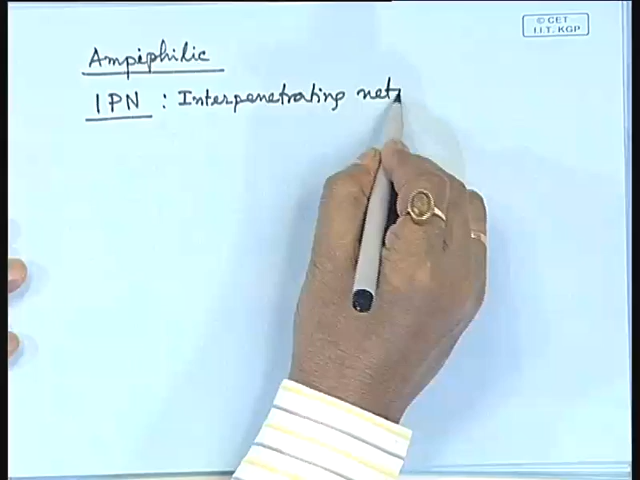 © CET
I.I.T. KGP
Ampiphilic
IPN : Interpenetrating net